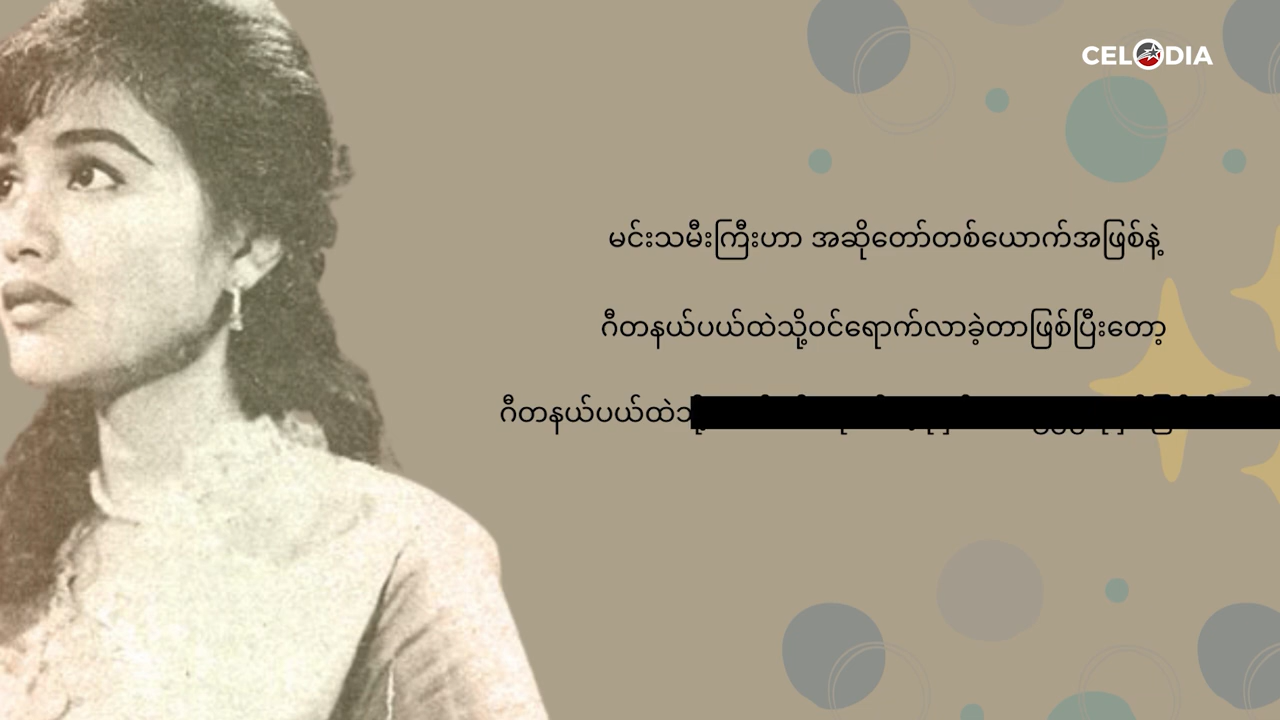 CELODIA
မင်းသမီးကြီးဟာ အဆိုတော်တစ်ယောက်အဖြစ်နဲ့
ဂီတနယ်ပယ်ထဲသို့ဝင်ရောက်လာခဲ့တာဖြစ်ပြီးတော့
ဂီတနယ်ပယ်ထဲ